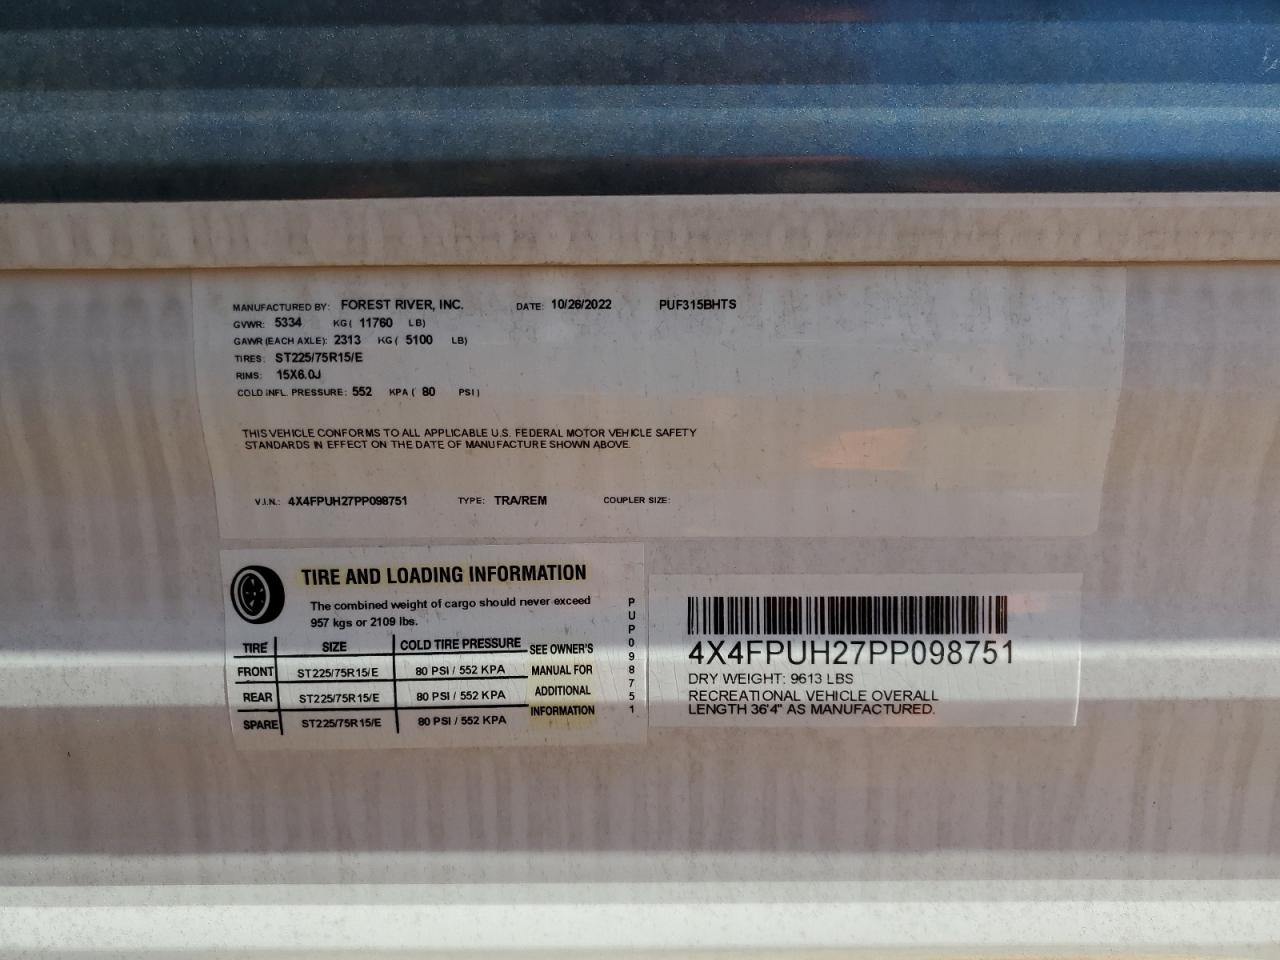 MANUFACTURED BY: FOREST RIVER, INC. DATE: 10/26/2022 PUF315BHTS
GVWR: 5334 KG( 11760 LB)
GAWR (EACH AXLE): 2313 KG( 5100 LB)
TIRES: ST225/75R15/E
RIMS: 15X6.0J
COLD INFL. PRESSURE: 552 KPA ( 80 PSI)
THIS VEHICLE CONFORMS TO ALL APPLICABLE U.S. FEDERAL MOTOR VEHICLE SAFETY
STANDARDS IN EFFECT ON THE DATE OF MANUFACTURE SHOWN ABOVE.
V.I.N.: 4X4FPUH27PP098751 TYPE: TRA/REM COUPLER SIZE:
TIRE AND LOADING INFORMATION
The combined weight of cargo should never exceed
957 kgs or 2109 lbs.
TIRE SIZE COLD TIRE PRESSURE
FRONT ST225/75R15/E 80 PSI / 552 KPA
REAR ST225/75R15/E 80 PSI / 552 KPA
SPARE ST225/75R15/E 80 PSI / 552 KPA
SEE OWNER'S
MANUAL FOR
ADDITIONAL
INFORMATION
PUP098751
4X4FPUH27PP098751
DRY WEIGHT: 9613 LBS
RECREATIONAL VEHICLE OVERALL
LENGTH 36'4" AS MANUFACTURED.